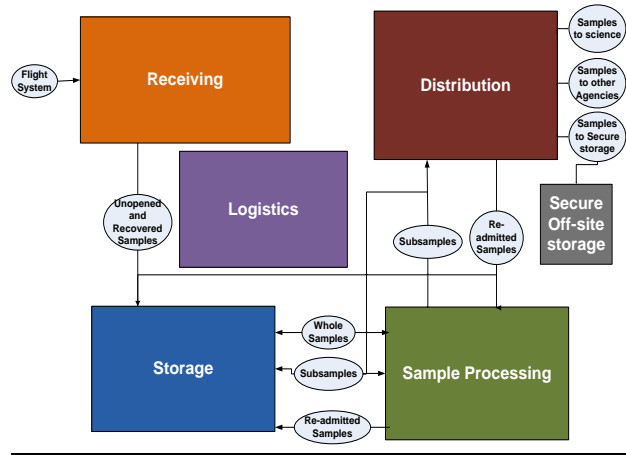 Flight
System
Receiving
Distribution
Samples
to science
Samples
to other
Agencies
Samples
to Secure
storage
Unopened
and
Recovered
Samples
Logistics
Subsamples
Re-
admitted
Samples
Secure
Off-site
storage
Storage
Whole
Samples
Subsamples
Re-admitted
Samples
Sample Processing